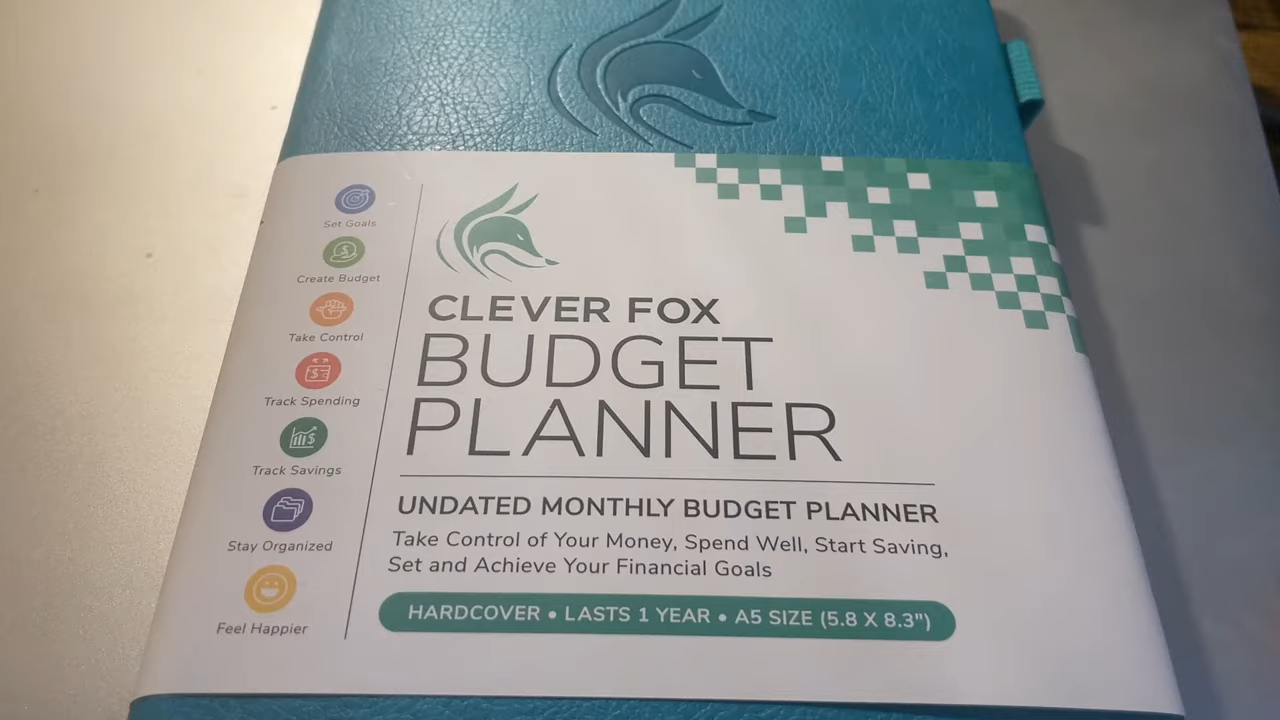 Set Goals
Create Budget
Take Control
Track Spending
Track Savings
Stay Organized
Feel Happier
CLEVER FOX
BUDGET
PLANNER
UNDATED MONTHLY BUDGET PLANNER
Take Control of Your Money, Spend Well, Start Saving,
Set and Achieve Your Financial Goals
HARDCOVER • LASTS 1 YEAR • A5 SIZE (5.8 X 8.3")